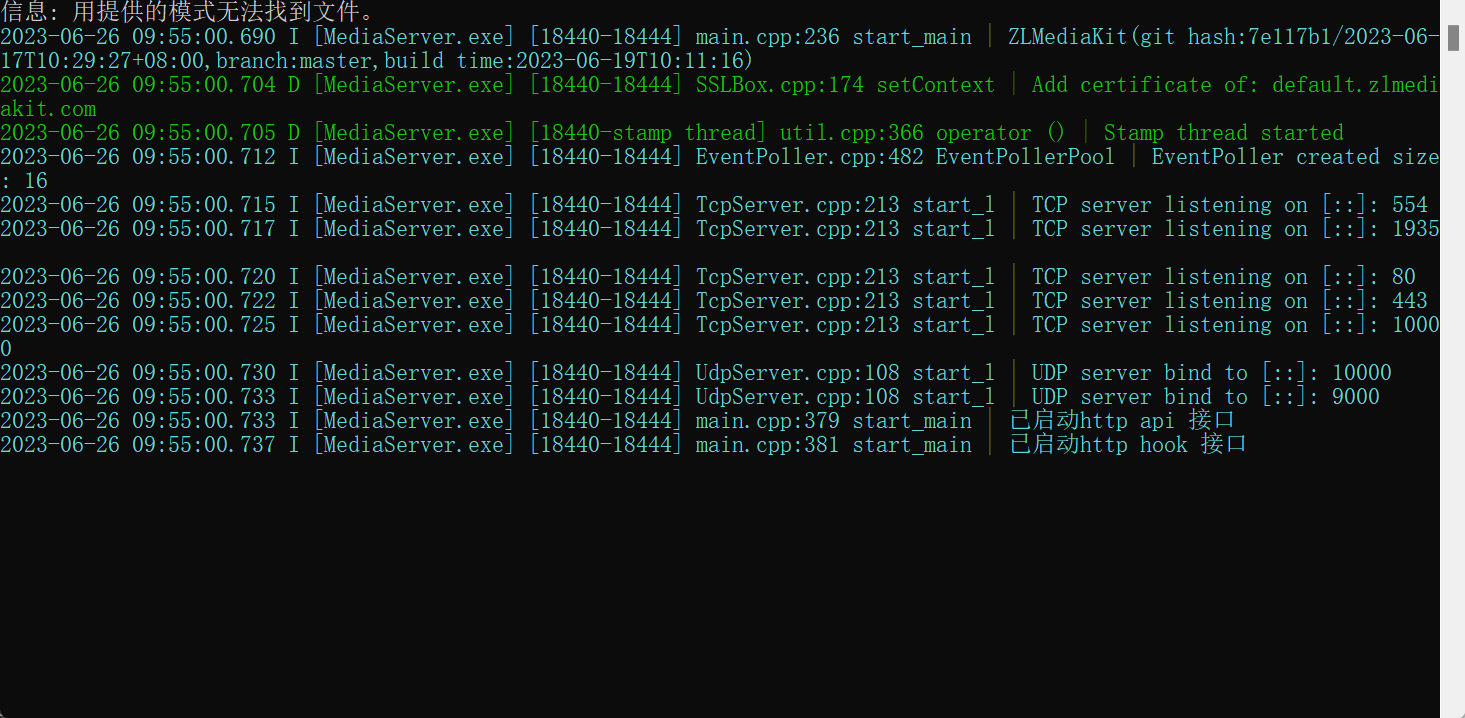 信息: 用提供的模式无法找到文件。
2023-06-26 09:55:00.690 I [MediaServer.exe] [18440-18444] main.cpp:236 start_main | ZLMediaKit(git hash:7e117b1/2023-06-
17T10:29:27+08:00,branch:master,build time:2023-06-19T10:11:16)
2023-06-26 09:55:00.704 D [MediaServer.exe] [18440-18444] SSLBox.cpp:174 setContext | Add certificate of: default.zlmedi
akit.com
2023-06-26 09:55:00.705 D [MediaServer.exe] [18440-stamp thread] util.cpp:366 operator () | Stamp thread started
2023-06-26 09:55:00.712 I [MediaServer.exe] [18440-18444] EventPoller.cpp:482 EventPollerPool | EventPoller created size
: 16
2023-06-26 09:55:00.715 I [MediaServer.exe] [18440-18444] TcpServer.cpp:213 start_l | TCP server listening on [::]: 554
2023-06-26 09:55:00.717 I [MediaServer.exe] [18440-18444] TcpServer.cpp:213 start_l | TCP server listening on [::]: 1935
2023-06-26 09:55:00.720 I [MediaServer.exe] [18440-18444] TcpServer.cpp:213 start_l | TCP server listening on [::]: 80
2023-06-26 09:55:00.722 I [MediaServer.exe] [18440-18444] TcpServer.cpp:213 start_l | TCP server listening on [::]: 443
2023-06-26 09:55:00.725 I [MediaServer.exe] [18440-18444] TcpServer.cpp:213 start_l | TCP server listening on [::]: 1000
0
2023-06-26 09:55:00.730 I [MediaServer.exe] [18440-18444] UdpServer.cpp:108 start_l | UDP server bind to [::]: 10000
2023-06-26 09:55:00.733 I [MediaServer.exe] [18440-18444] UdpServer.cpp:108 start_l | UDP server bind to [::]: 9000
2023-06-26 09:55:00.733 I [MediaServer.exe] [18440-18444] main.cpp:379 start_main | 已启动http api 接口
2023-06-26 09:55:00.737 I [MediaServer.exe] [18440-18444] main.cpp:381 start_main | 已启动http hook 接口